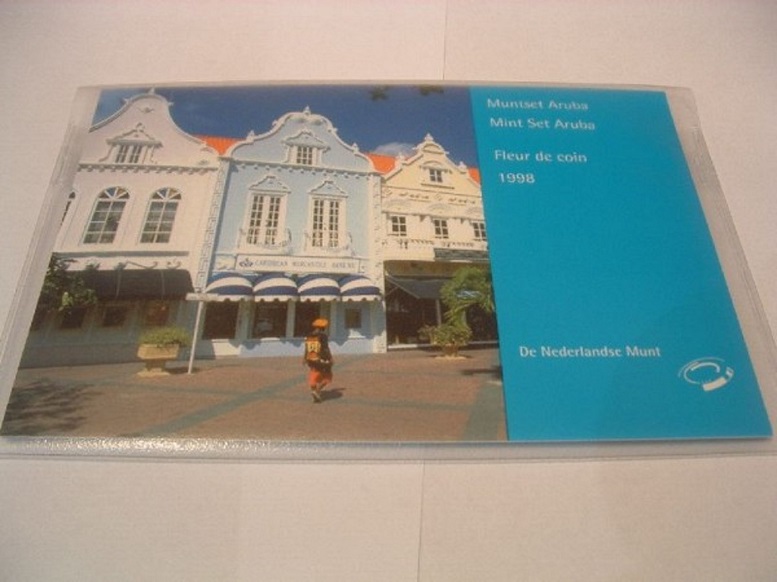 Muntset Aruba
Mint Set Aruba
Fleur de coin
1998
CARIBBEAN MERCANTILE BANK NV
De Nederlandse Munt